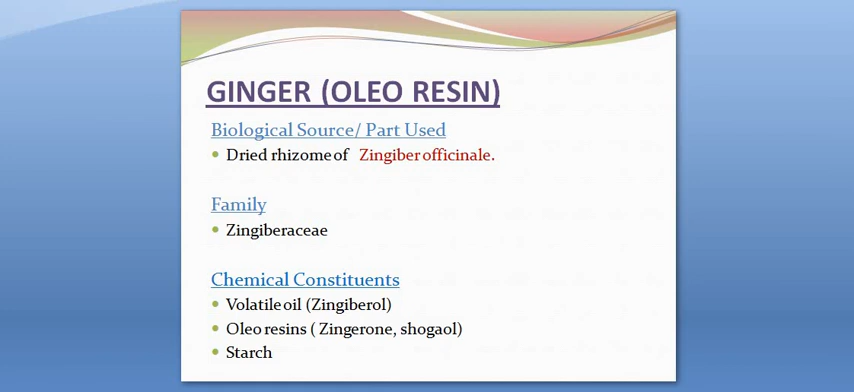 GINGER (OLEO RESIN)
Biological Source/ Part Used
• Dried rhizome of Zingiber officinale.
Family
• Zingiberaceae
Chemical Constituents
• Volatile oil (Zingiberol)
• Oleo resins ( Zingerone, shogaol)
• Starch